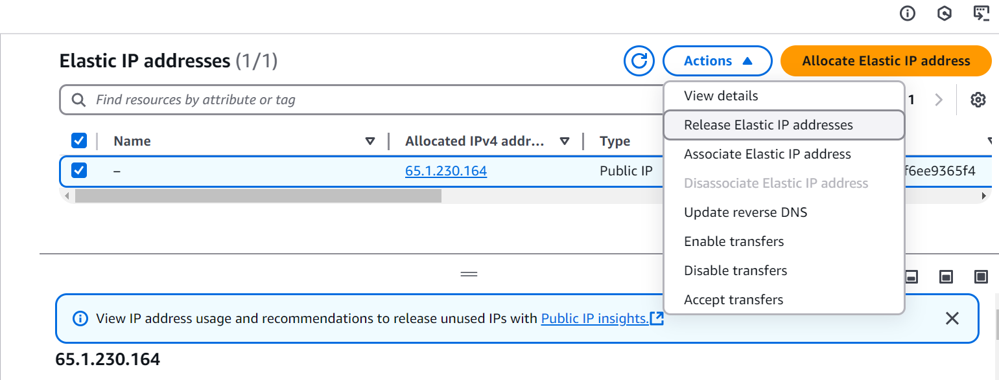 Elastic IP addresses (1/1)
Actions
Allocate Elastic IP address
Find resources by attribute or tag
1
View details
Release Elastic IP addresses
Associate Elastic IP address
Disassociate Elastic IP address
Update reverse DNS
Enable transfers
Disable transfers
Accept transfers
Name
Allocated IPv4 addr...
Type
–
65.1.230.164
Public IP
f6ee9365f4
View IP address usage and recommendations to release unused IPs with Public IP insights.
65.1.230.164